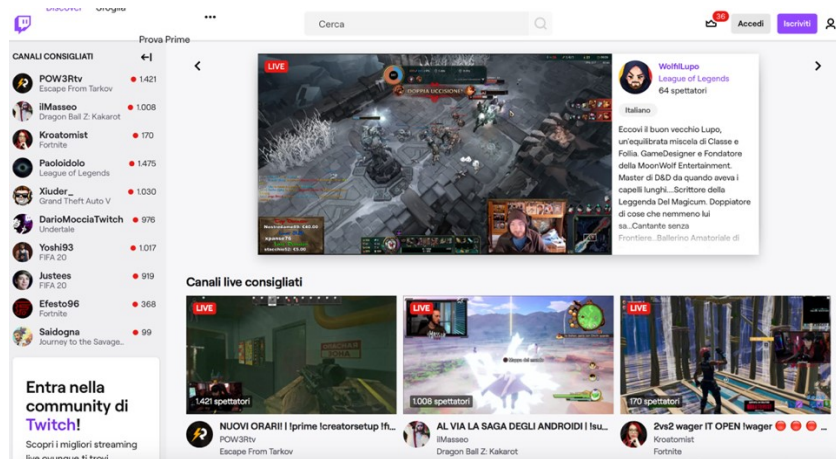 Discover Sfoglia
•••
Cerca
36
Accedi
Iscriviti
Prova Prime
CANALI CONSIGLIATI
POW3Rtv 1.421
Escape From Tarkov
ilMasseo 1.008
Dragon Ball Z: Kakarot
Kroatomist 170
Fortnite
Paoloidolo 1.475
League of Legends
Xiuder_ 1.030
Grand Theft Auto V
DarioMocciaTwitch 976
Undertale
Yoshi93 1.017
FIFA 20
Justees 919
FIFA 20
Efesto96 368
Fortnite
Saidogna 99
Journey to the Savage...
Entra nella
community di
Twitch!
Scopri i migliori streaming
live ovunque ti trovi
LIVE
DOPPIA UCCISIONE!
WolfilLupo
League of Legends
64 spettatori
Italiano
Eccovi il buon vecchio Lupo,
un'equilibrata miscela di Classe e
Follia. GameDesigner e Fondatore
della MoonWolf Entertainment.
Master di D&D da quando aveva i
capelli lunghi...Scrittore della
Leggenda Del Magicum. Doppiatore
di cose che nemmeno lui
sa...Cantante senza
Frontiere...Ballerino Amatoriale di
Canali live consigliati
LIVE
ОПАСНАЯ
ЗОНА
1.421 spettatori
NUOVI ORARI! | !prime !creatorsetup !fi...
POW3Rtv
Escape From Tarkov
LIVE
1.008 spettatori
AL VIA LA SAGA DEGLI ANDROIDI | !su...
ilMasseo
Dragon Ball Z: Kakarot
LIVE
170 spettatori
2vs2 wager IT OPEN !wager 🔴 🔴 🔴 ...
Kroatomist
Fortnite